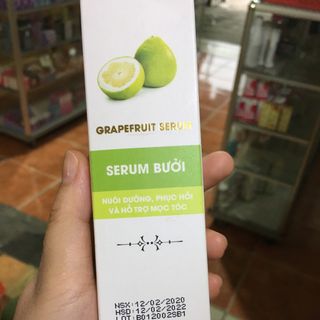 GRAPEFRUIT SERUM
SERUM BƯỞI
NUÔI DƯỠNG, PHỤC HỒI
VÀ HỖ TRỢ MỌC TÓC
NSX:12/02/2020
HSD:12/02/2022
LOT:B012002SB1